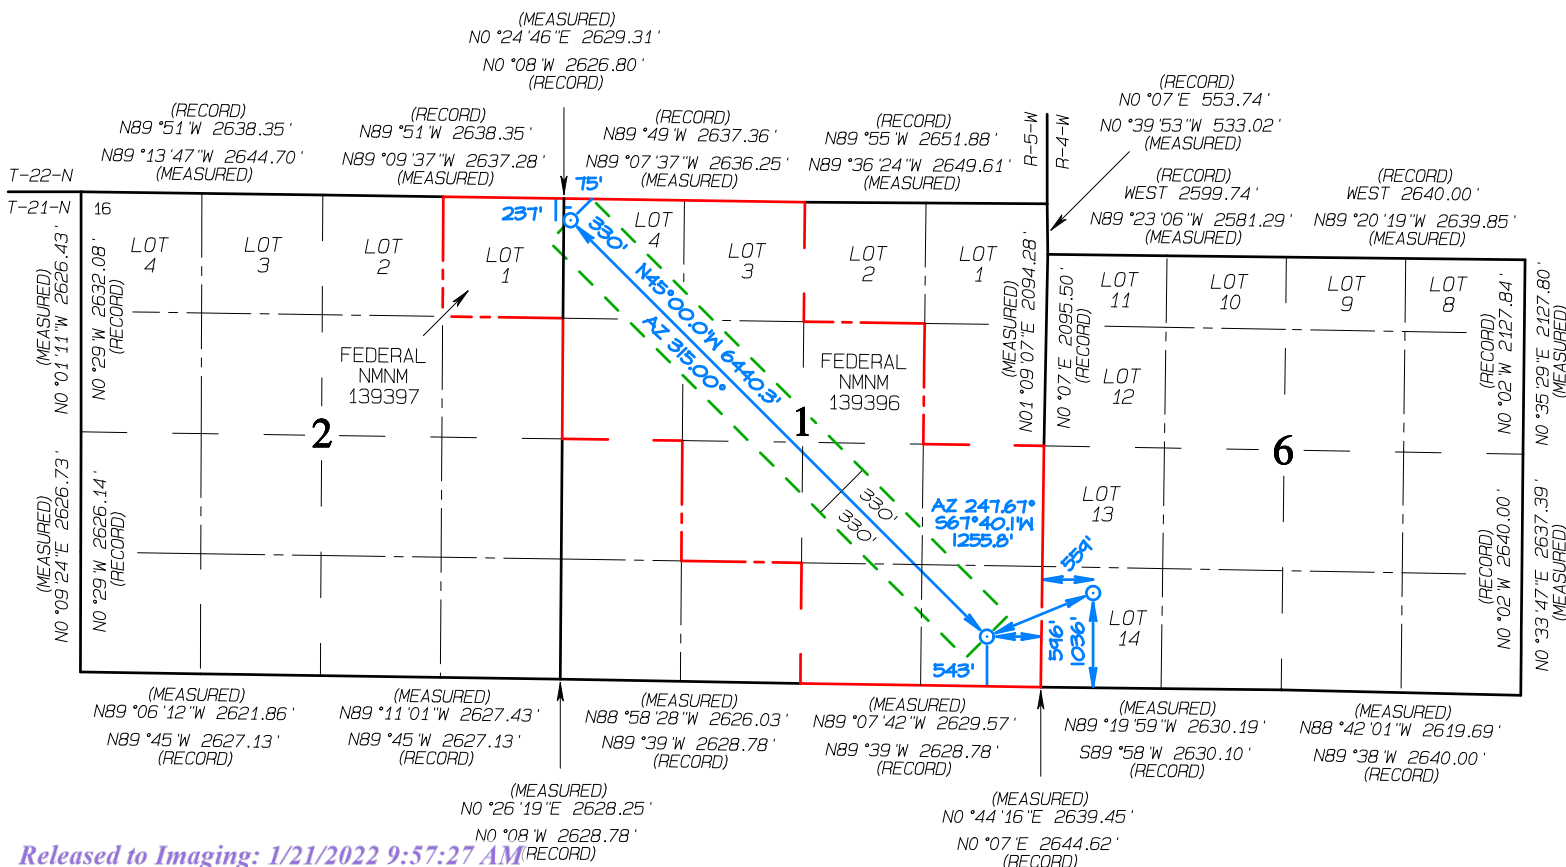 (MEASURED)
N0°24'46"E 2629.31'
N0°08'W 2626.80'
(RECORD)
(RECORD)
N89°51'W 2638.35'
N89°13'47"W 2644.70'
(MEASURED)
(RECORD)
N89°51'W 2638.35'
N89°09'37"W 2637.28'
(MEASURED)
(RECORD)
N89°49'W 2637.36'
N89°07'37"W 2636.25'
(MEASURED)
(RECORD)
N89°55'W 2651.88'
N89°36'24"W 2649.61'
(MEASURED)
R-5-W
R-4-W
(RECORD)
N0°07'E 553.74'
N0°39'53"W 533.02'
(MEASURED)
(RECORD)
WEST 2599.74'
N89°23'06"W 2581.29'
(MEASURED)
(RECORD)
WEST 2640.00'
N89°20'19"W 2639.85'
(MEASURED)
T-22-N
T-21-N
16
75'
237'
330'
LOT
4
LOT
3
LOT
2
LOT
1
LOT
4
LOT
3
LOT
2
LOT
1
LOT
11
LOT
10
LOT
9
LOT
8
(MEASURED)
N0°01'11"W 2626.43'
N0°29'W 2632.08'
(RECORD)
N45°00.0'W 6440.3'
AZ 315.00°
(MEASURED)
N01°09'07"E 2094.28'
N0°07'E 2095.50'
(RECORD)
(RECORD)
N0°02'W 2127.84'
N0°35'29"E 2127.80'
(MEASURED)
FEDERAL
NMNM
139397
FEDERAL
NMNM
139396
LOT
12
2
1
6
(MEASURED)
N0°09'24"E 2626.73'
N0°29'W 2626.14'
(RECORD)
330'
330'
AZ 247.67°
S67°40.1'W
1255.8'
LOT
13
559'
LOT
14
596'
1036'
543'
(RECORD)
N0°02'W 2640.00'
N0°33'47"E 2637.39'
(MEASURED)
(MEASURED)
N89°06'12"W 2621.86'
N89°45'W 2627.13'
(RECORD)
(MEASURED)
N89°11'01"W 2627.43'
N89°45'W 2627.13'
(RECORD)
(MEASURED)
N88°58'28"W 2626.03'
N89°39'W 2628.78'
(RECORD)
(MEASURED)
N89°07'42"W 2629.57'
N89°39'W 2628.78'
(RECORD)
(MEASURED)
N89°19'59"W 2630.19'
S89°58'W 2630.10'
(RECORD)
(MEASURED)
N88°42'01"W 2619.69'
N89°38'W 2640.00'
(RECORD)
(MEASURED)
N0°26'19"E 2628.25'
N0°08'W 2628.78'
(RECORD)
(MEASURED)
N0°44'16"E 2639.45'
N0°07'E 2644.62'
(RECORD)
Released to Imaging: 1/21/2022 9:57:27 AM